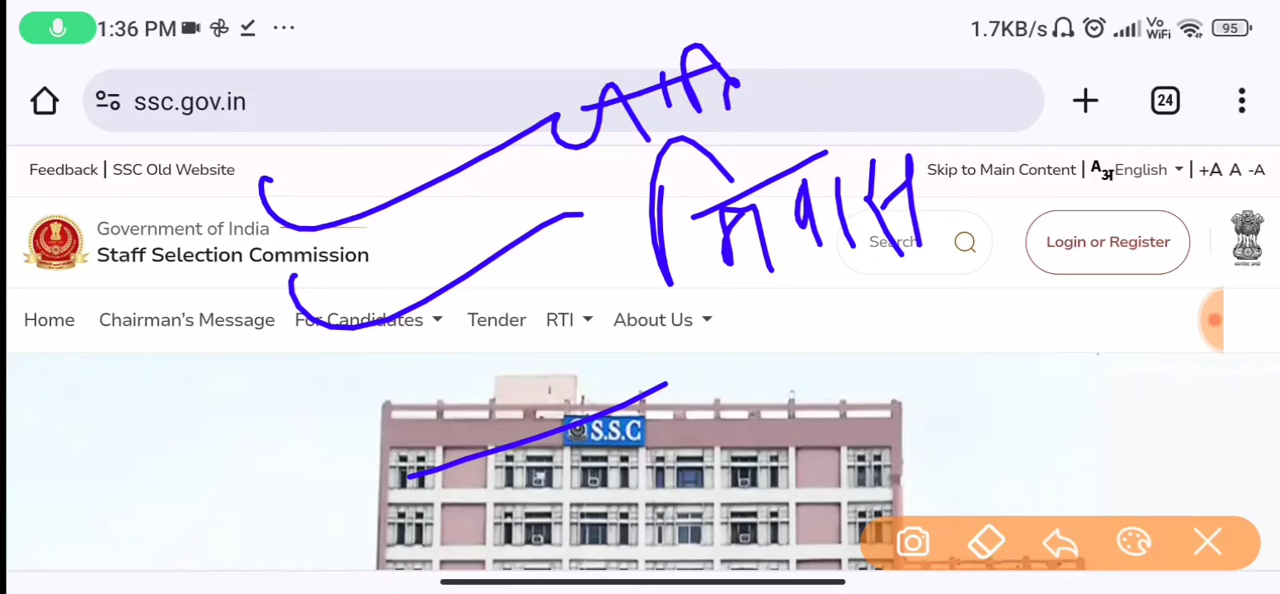 1:36 PM ...
1.7KB/s Vo WiFi 95
ssc.gov.in
24
Feedback | SSC Old Website
Skip to Main Content | English | +A A -A
Government of India
Staff Selection Commission
Search
Login or Register
निवास
Home Chairman's Message For Candidates Tender RTI About Us
S.S.C